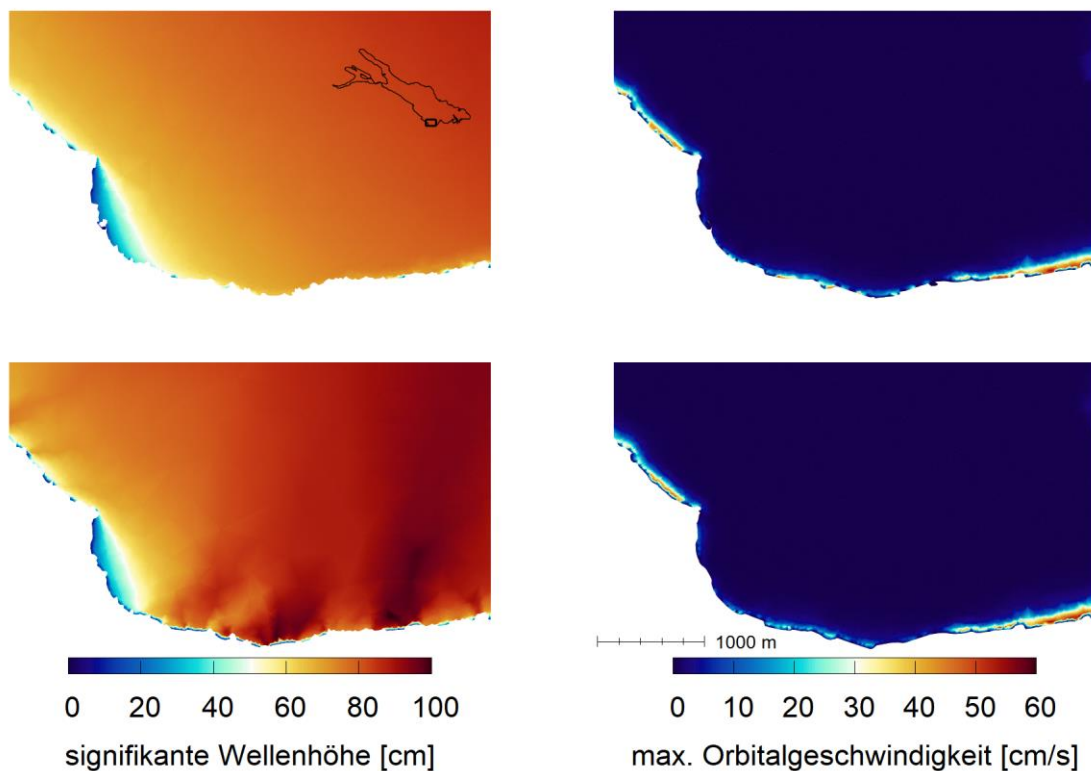 1000 m
0 20 40 60 80 100
signifikante Wellenhöhe [cm]
0 10 20 30 40 50 60
max. Orbitalgeschwindigkeit [cm/s]